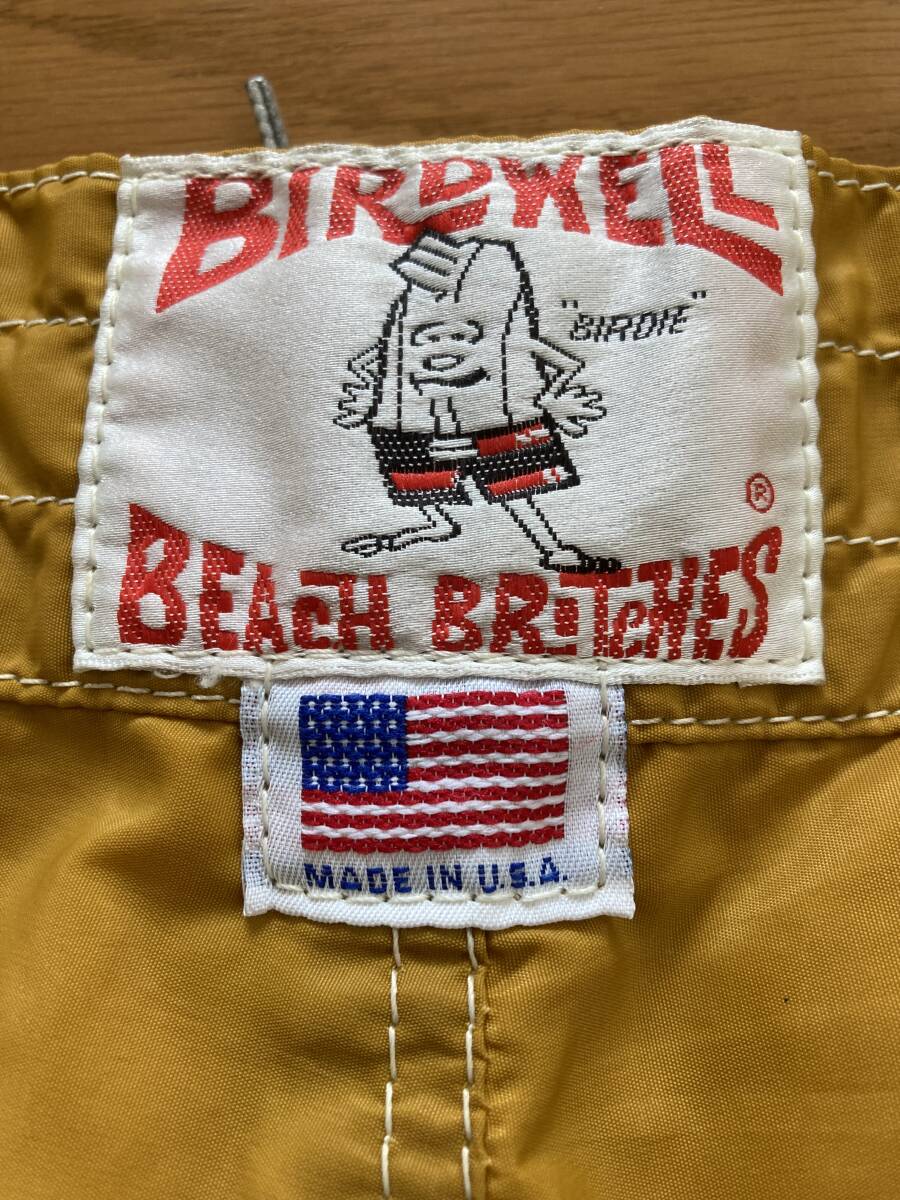 BIRDWELL
"BIRDIE"
®
BEACH BRITCHES
MADE IN U.S.A.